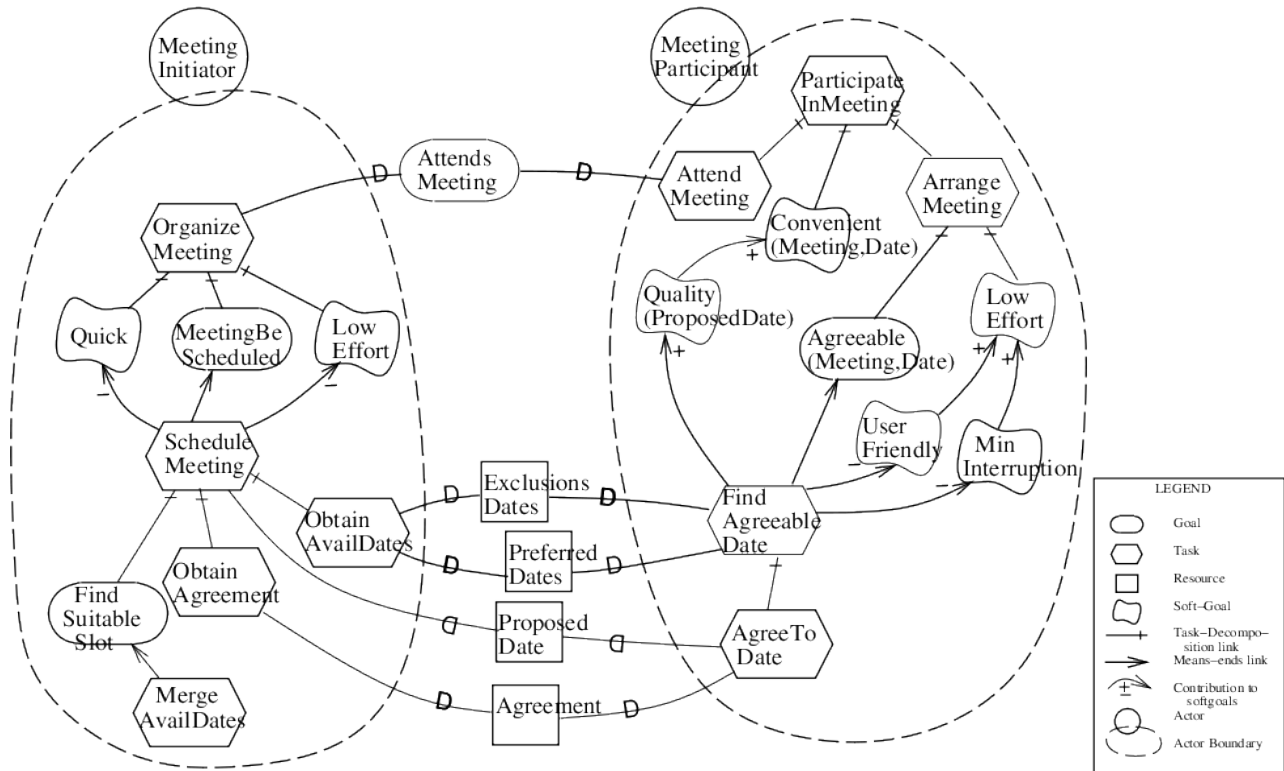 Meeting
Initiator
Meeting
Participant
Participate
InMeeting
Attends
Meeting
D
D
Attend
Meeting
Arrange
Meeting
Organize
Meeting
Convenient
(Meeting,Date)
+
Quick
MeetingBe
Scheduled
Low
Effort
Quality
(ProposedDate)
+
Agreeable
(Meeting,Date)
Low
Effort
+
+
−
−
Schedule
Meeting
User
Friendly
−
Min
Interruption
−
Obtain
AvailDates
D
Exclusions
Dates
D
Find
Agreeable
Date
D
Preferred
Dates
D
Find
Suitable
Slot
Obtain
Agreement
D
Proposed
Date
D
AgreeTo
Date
Merge
AvailDates
D
Agreement
D
LEGEND
Goal
Task
Resource
Soft−Goal
Task−Decompo−
sition link
Means−ends link
±
Contribution to
softgoals
Actor
Actor Boundary